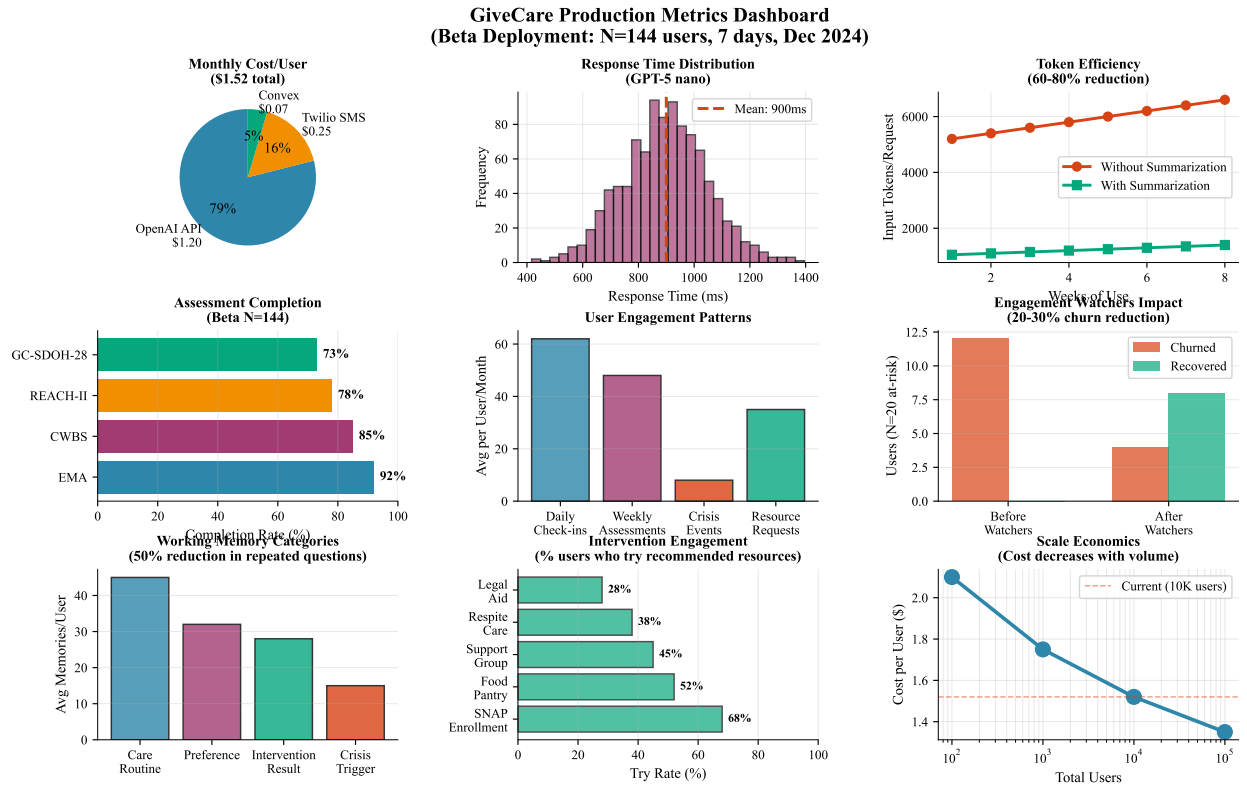 GiveCare Production Metrics Dashboard
(Beta Deployment: N=144 users, 7 days, Dec 2024)
Monthly Cost/User
($1.52 total)
Convex
$0.07
Twilio SMS
$0.25
5%
16%
79%
OpenAI API
$1.20
Response Time Distribution
(GPT-5 nano)
Mean: 900ms
Frequency
80
60
40
20
0
400
600
800
1000
1200
1400
Response Time (ms)
Token Efficiency
(60-80% reduction)
Input Tokens/Request
6000
4000
2000
Without Summarization
With Summarization
2
4
6
8
Weeks of Use
Assessment Completion
(Beta N=144)
GC-SDOH-28
73%
REACH-II
78%
CWBS
85%
EMA
92%
0
20
40
60
80
100
Completion Rate (%)
User Engagement Patterns
Avg per User/Month
60
40
20
0
Daily
Check-ins
Weekly
Assessments
Crisis
Events
Resource
Requests
Engagement Watchers Impact
(20-30% churn reduction)
Users (N=20 at-risk)
12.5
10.0
7.5
5.0
2.5
0.0
Churned
Recovered
Before
Watchers
After
Watchers
Working Memory Categories
(50% reduction in repeated questions)
Avg Memories/User
40
30
20
10
0
Care
Routine
Preference
Intervention
Result
Crisis
Trigger
Intervention Engagement
(% users who try recommended resources)
Legal
Aid
28%
Respite
Care
38%
Support
Group
45%
Food
Pantry
52%
SNAP
Enrollment
68%
0
20
40
60
80
100
Try Rate (%)
Scale Economics
(Cost decreases with volume)
Cost per User ($)
2.0
1.8
1.6
1.4
Current (10K users)
10²
10³
10⁴
10⁵
Total Users